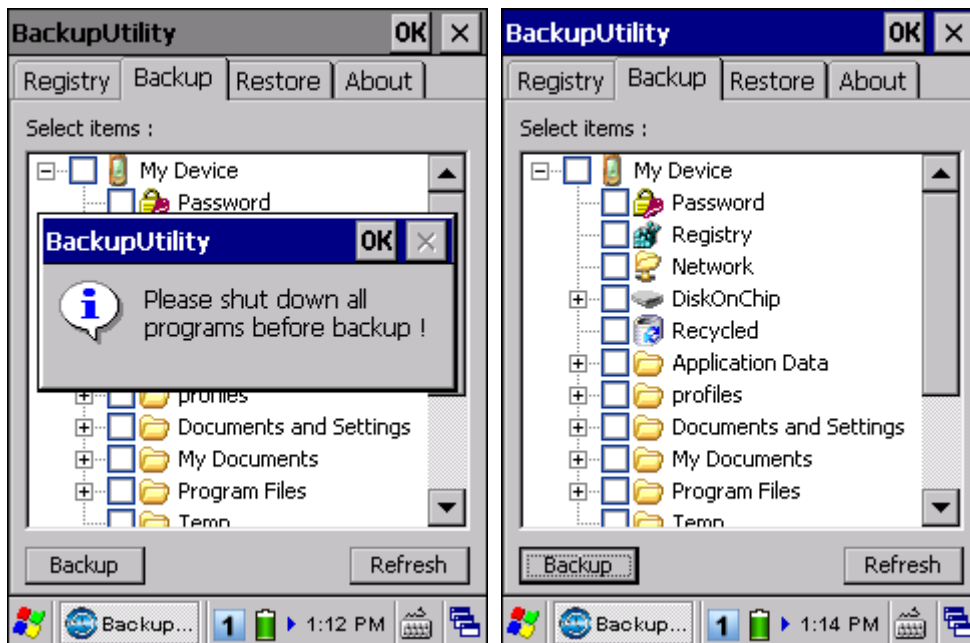 BackupUtility OK
Registry Backup Restore About
Select items :
My Device
Password
BackupUtility OK
Please shut down all
programs before backup !
profiles
Documents and Settings
My Documents
Program Files
Temp
Backup Refresh
Backup... 1 1:12 PM
BackupUtility OK
Registry Backup Restore About
Select items :
My Device
Password
Registry
Network
DiskOnChip
Recycled
Application Data
profiles
Documents and Settings
My Documents
Program Files
Temp
Backup Refresh
Backup... 1 1:14 PM